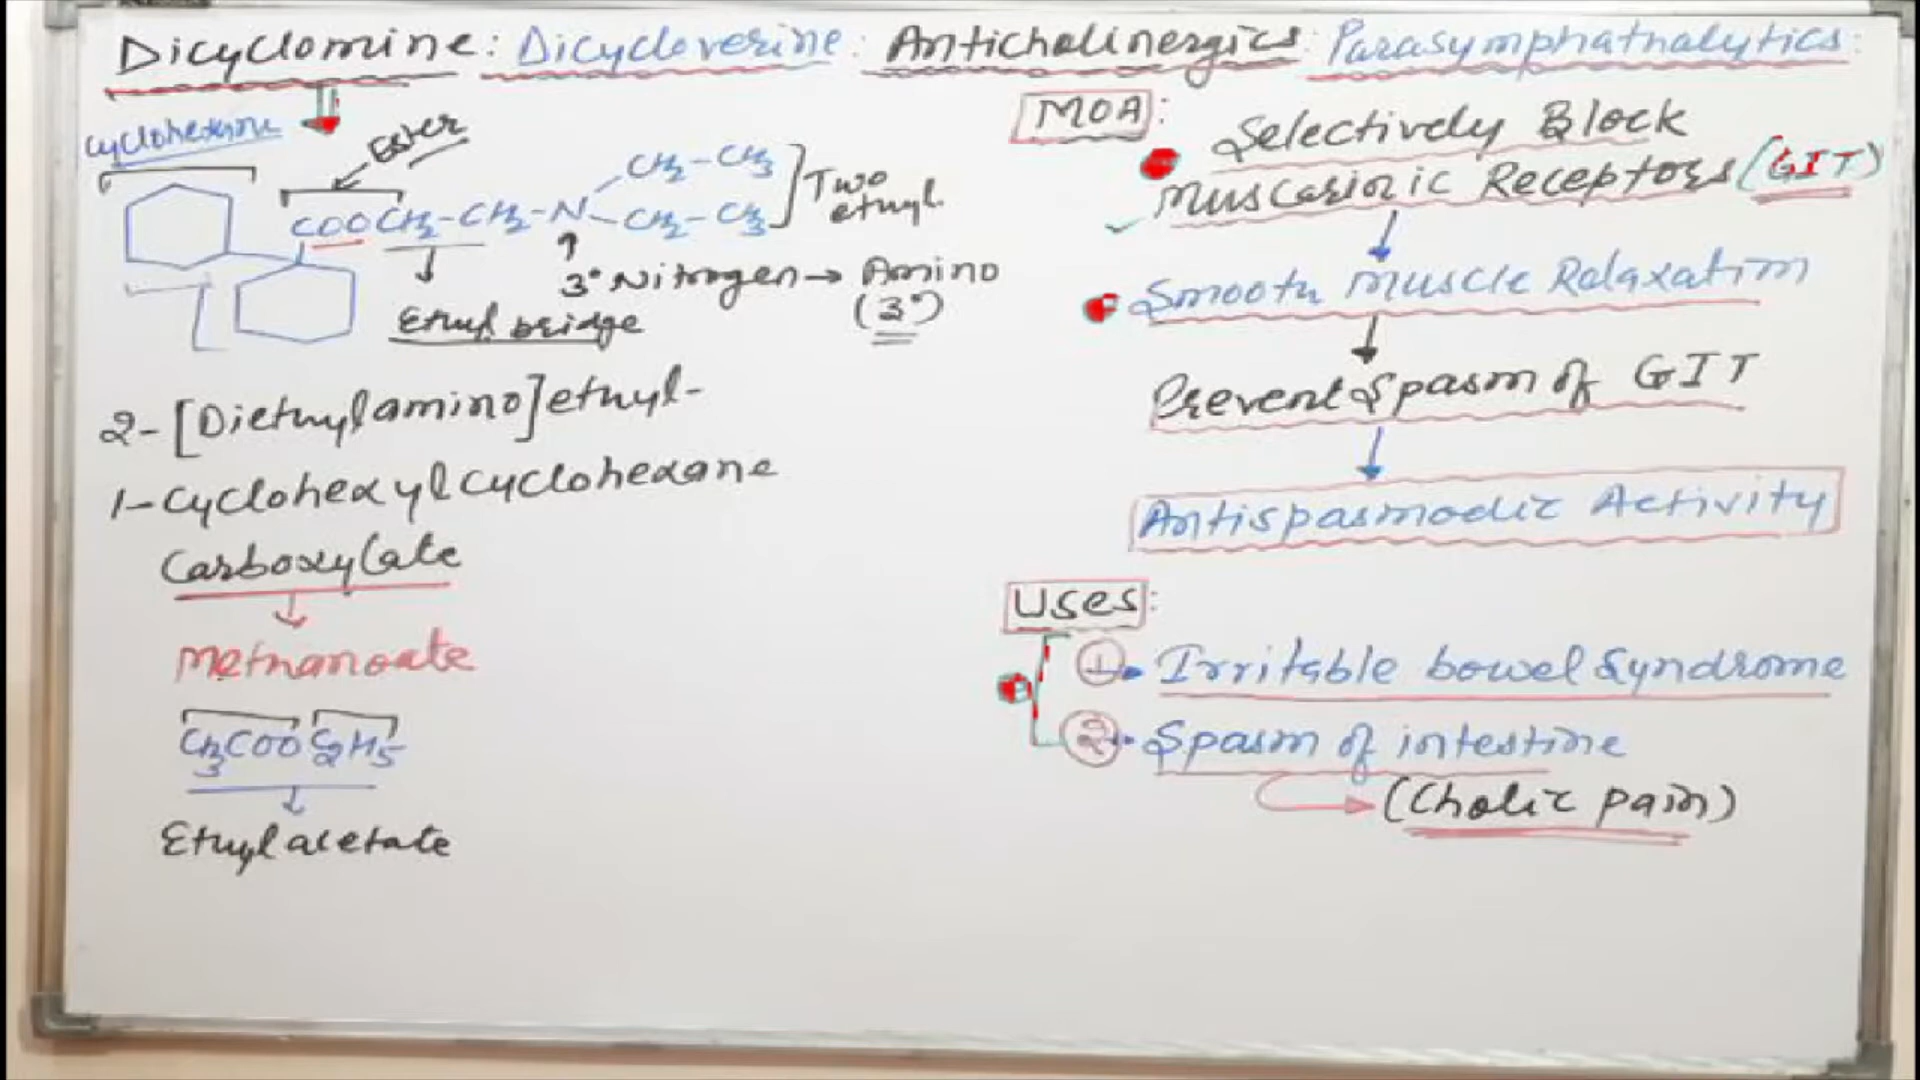 Dicyclomine: Dicycloverine: Anticholinergics: Parasymphathalytics:
cyclohexane
Ester
COOCH2-CH2-N
CH2-CH3
CH2-CH3
Two
ethyl
3° Nitrogen → Amino
(3°)
Ethyl bridge
2-[Diethylamino]ethyl-
1-cyclohexylcyclohexane
Carboxylate
Methanoate
CH3COOC2H5
Ethyl acetate
MOA:
Selectively Block
Muscarinic Receptors (GIT)
Smooth Muscle Relaxation
Prevent Spasm of GIT
Antispasmodic Activity
Uses:
1 Irritable bowel Syndrome
2 Spasm of intestine
(Cholic pain)